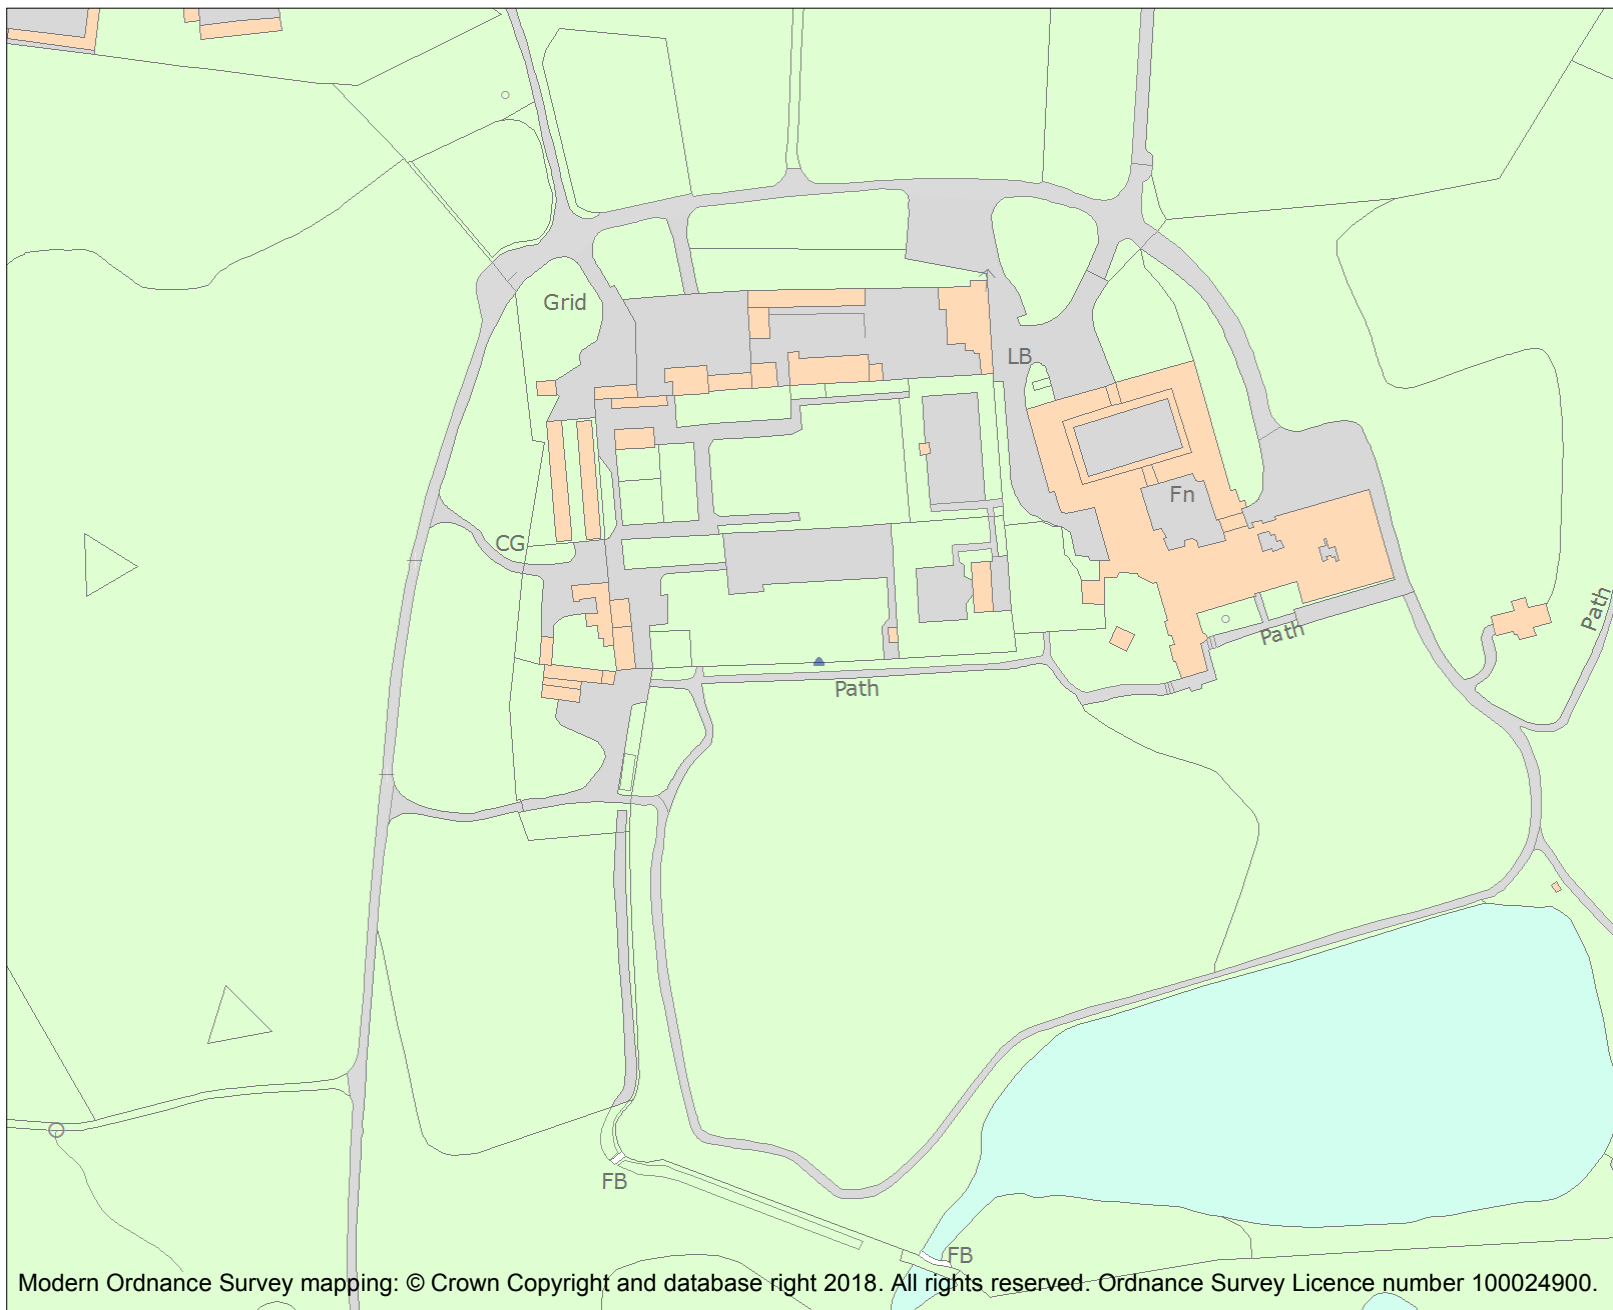 Grid
LB
Fn
CG
Path
Path
Path
FB
FB
Modern Ordnance Survey mapping: © Crown Copyright and database right 2018. All rights reserved. Ordnance Survey Licence number 100024900.